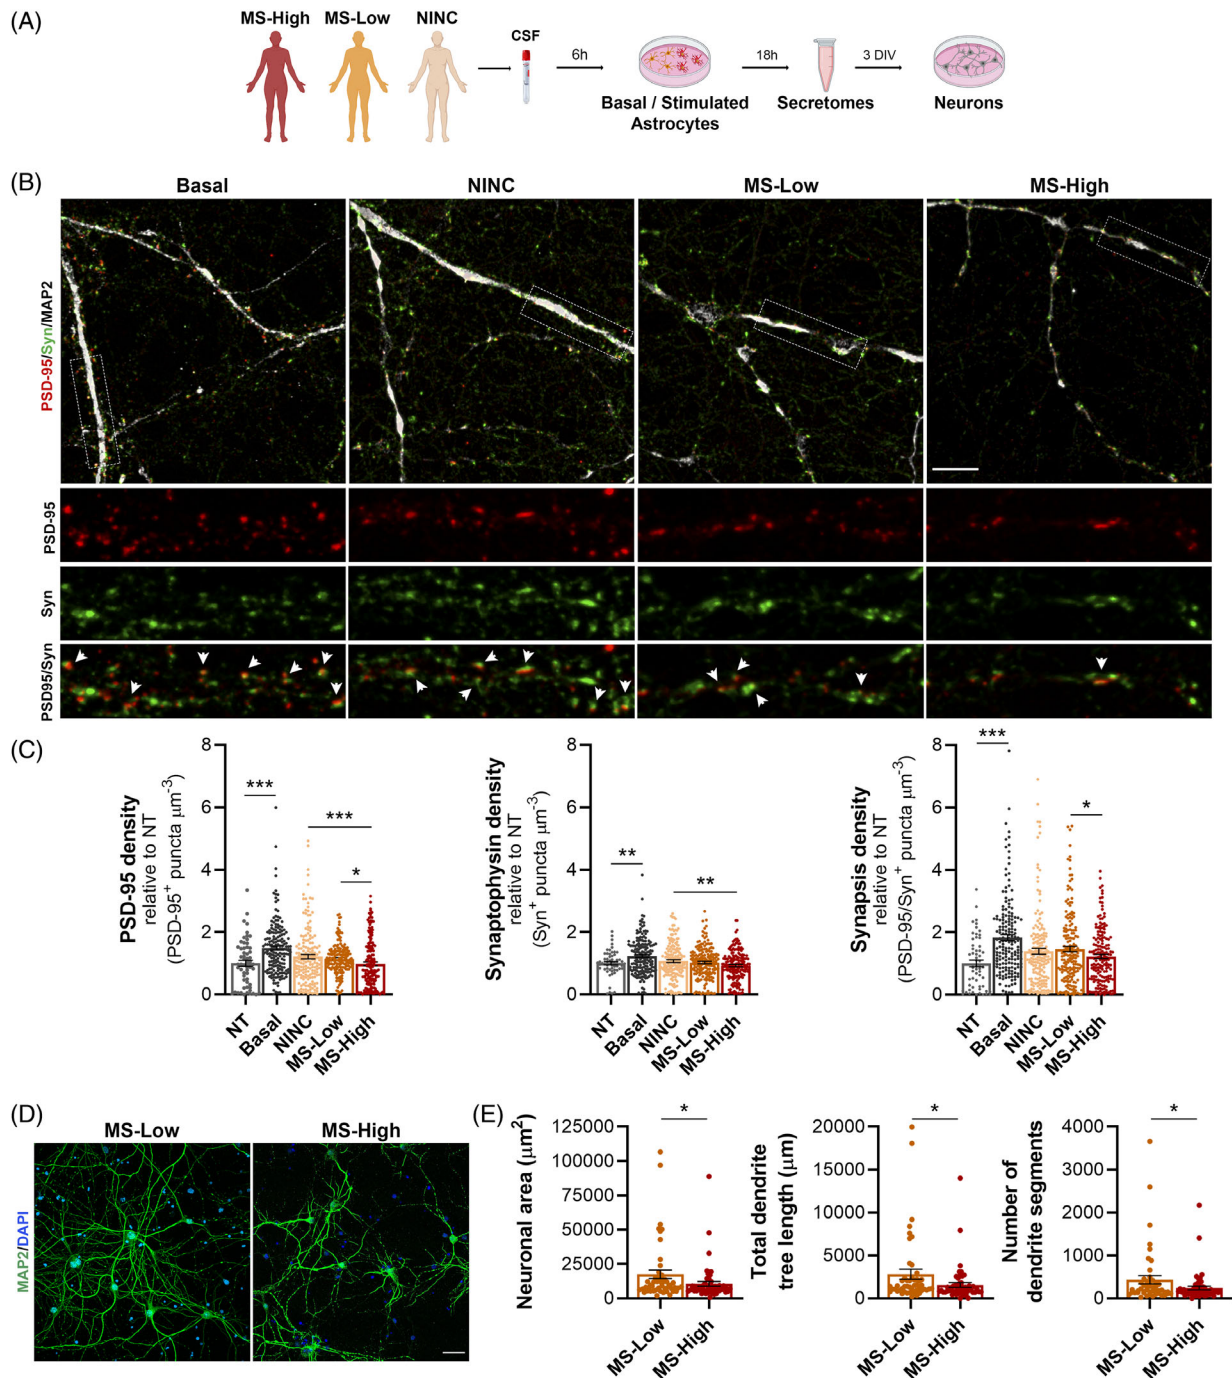 (A)
MS-High MS-Low NINC
CSF
6h
Basal / Stimulated
Astrocytes
18h
Secretomes
3 DIV
Neurons
(B)
Basal NINC MS-Low MS-High
PSD-95/Syn/MAP2
PSD-95
Syn
PSD95/Syn
(C)
PSD-95 density
relative to NT
(PSD-95+ puncta μm-3)
8
6
4
2
0
***
***
*
NT Basal NINC MS-Low MS-High
Synaptophysin density
relative to NT
(Syn+ puncta μm-3)
8
6
4
2
0
**
**
NT Basal NINC MS-Low MS-High
Synapsis density
relative to NT
(PSD-95/Syn+ puncta μm-3)
8
6
4
2
0
***
*
NT Basal NINC MS-Low MS-High
(D)
MS-Low MS-High
MAP2/DAPI
(E)
Neuronal area (μm2)
125000
100000
75000
50000
25000
0
*
MS-Low MS-High
Total dendrite
tree length (μm)
20000
15000
10000
5000
0
*
MS-Low MS-High
Number of
dendrite segments
4000
3000
2000
1000
0
*
MS-Low MS-High